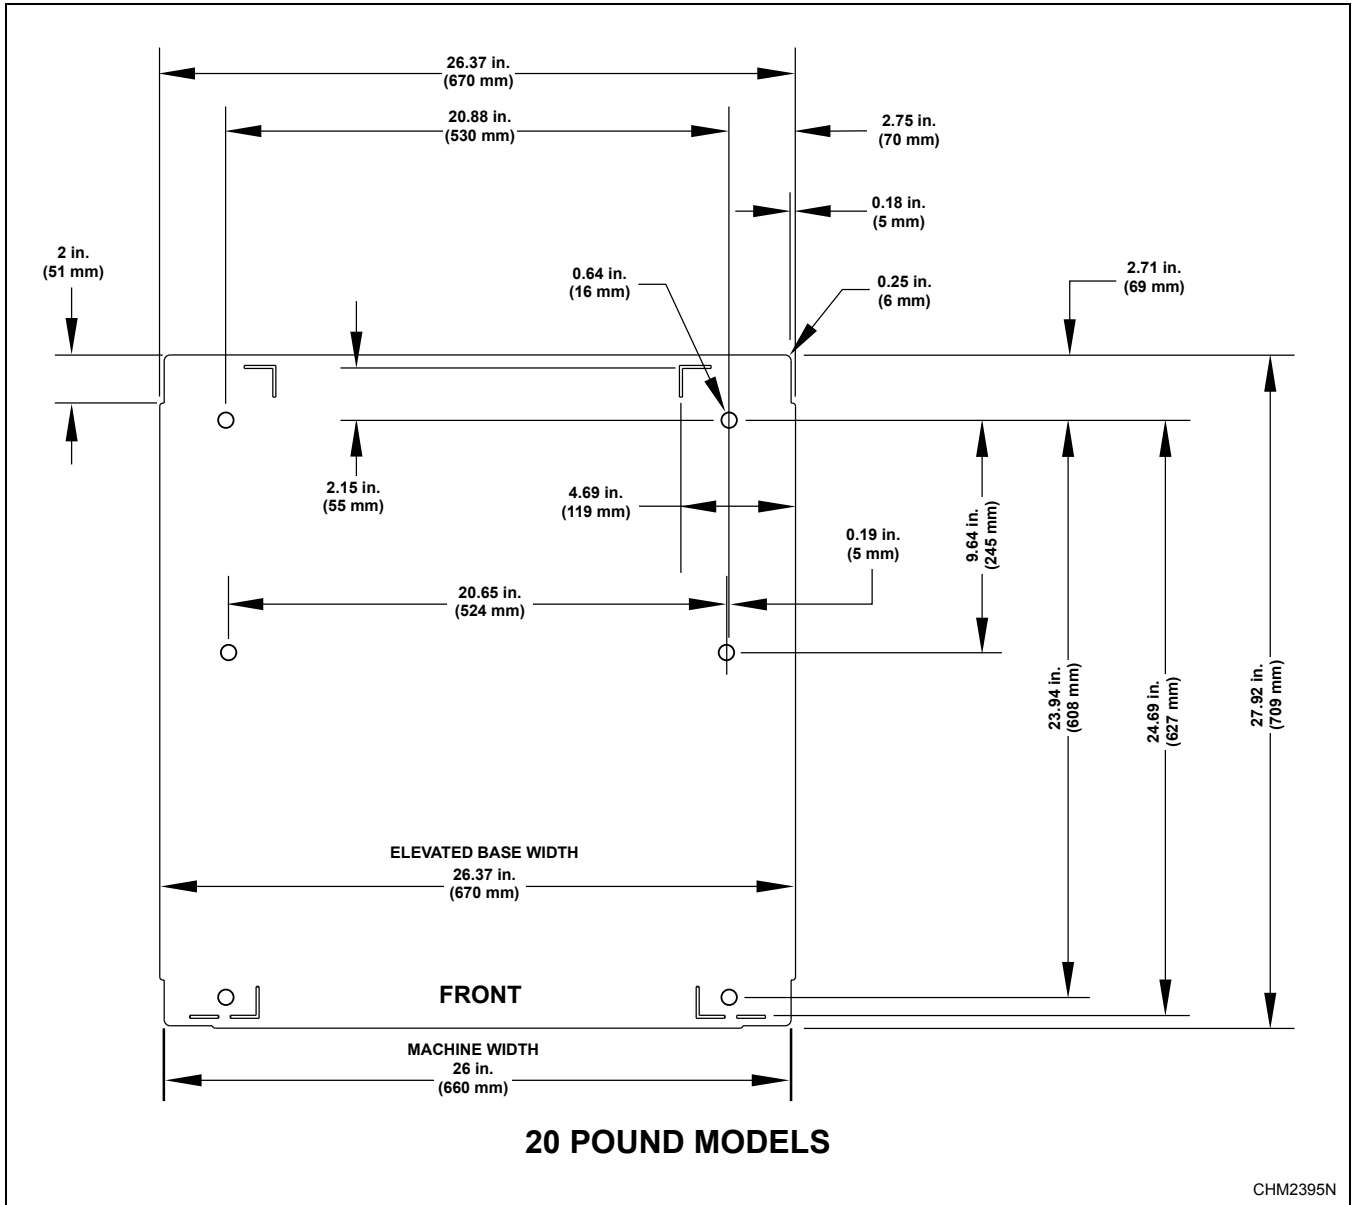 26.37 in.
(670 mm)
20.88 in.
(530 mm)
2.75 in.
(70 mm)
0.18 in.
(5 mm)
2 in.
(51 mm)
0.64 in.
(16 mm)
0.25 in.
(6 mm)
2.71 in.
(69 mm)
2.15 in.
(55 mm)
4.69 in.
(119 mm)
0.19 in.
(5 mm)
9.64 in.
(245 mm)
20.65 in.
(524 mm)
23.94 in.
(608 mm)
24.69 in.
(627 mm)
27.92 in.
(709 mm)
ELEVATED BASE WIDTH
26.37 in.
(670 mm)
FRONT
MACHINE WIDTH
26 in.
(660 mm)
20 POUND MODELS
CHM2395N